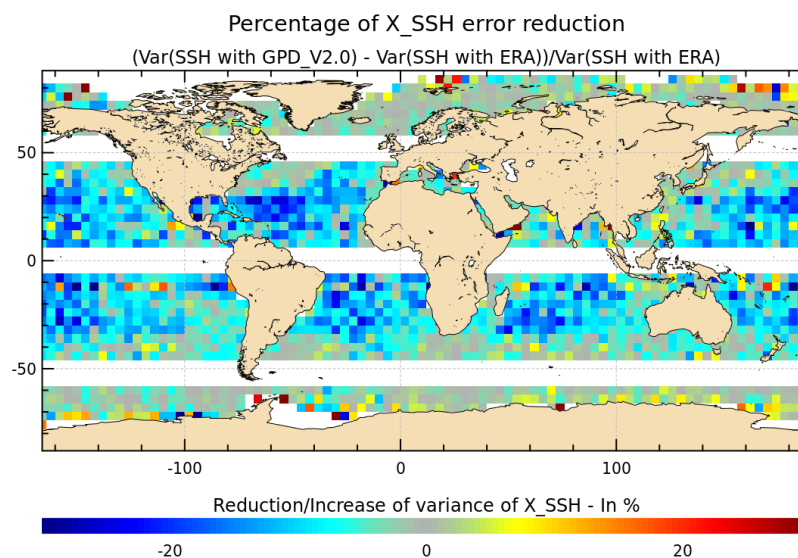 Percentage of X_SSH error reduction
(Var(SSH with GPD_V2.0) - Var(SSH with ERA))/Var(SSH with ERA)
50
0
-50
-100 0 100
Reduction/Increase of variance of X_SSH - In %
-20 0 20